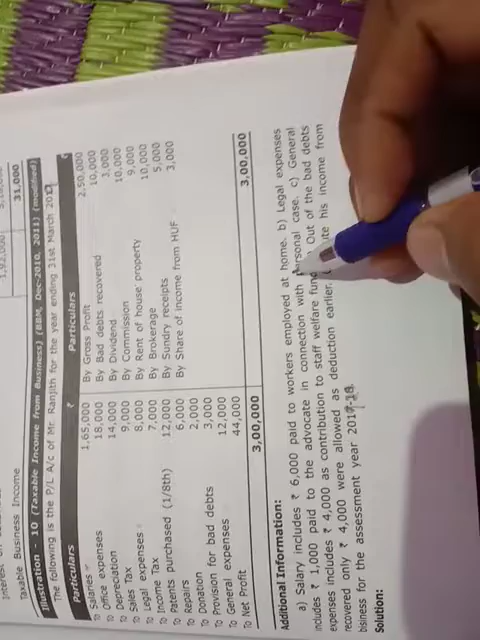 Taxable Business Income 31,000
Illustration - 10 (Taxable Income from Business) (BBM, Dec-2010, 2011) (modified)
The following is the P/L A/c of Mr. Ranjith for the year ending 31st March
Particulars ₹ Particulars ₹
To Salaries 1,65,000 By Gross Profit 2,50,000
To Office expenses 18,000 By Bad debts recovered 10,000
To Depreciation 14,000 By Dividend 3,000
To Sales Tax 9,000 By Commission 10,000
To Legal expenses 8,000 By Rent of house property 9,000
To Income Tax 7,000 By Brokerage 10,000
To Patents purchased (1/8th) 12,000 By Sundry receipts 5,000
To Repairs 6,000 By Share of income from HUF 3,000
To Donation 2,000
To Provision for bad debts 3,000
To General expenses 12,000
To Net Profit 44,000
3,00,000 3,00,000
Additional Information:
a) Salary includes ₹ 6,000 paid to workers employed at home. b) Legal expenses
includes ₹ 1,000 paid to the advocate in connection with personal case. c) General
expenses includes ₹ 4,000 as contribution to staff welfare fund Out of the bad debts
recovered only ₹ 4,000 were allowed as deduction earlier. his income from
bisiness for the assessment year
Solution: